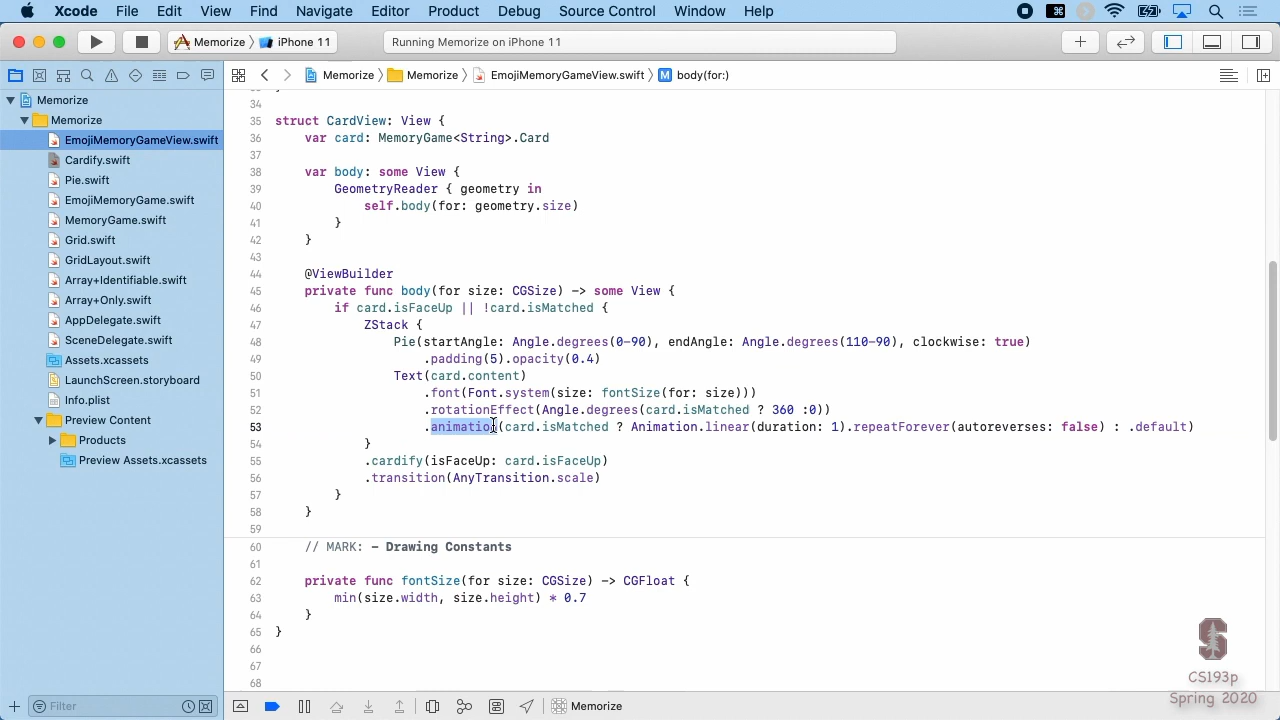 Xcode File Edit View Find Navigate Editor Product Debug Source Control Window Help
Memorize iPhone 11 Running Memorize on iPhone 11
Memorize Memorize EmojiMemoryGameView.swift M body(for:)
Memorize
Memorize
EmojiMemoryGameView.swift
Cardify.swift
Pie.swift
EmojiMemoryGame.swift
MemoryGame.swift
Grid.swift
GridLayout.swift
Array+Identifiable.swift
Array+Only.swift
AppDelegate.swift
SceneDelegate.swift
Assets.xcassets
LaunchScreen.storyboard
Info.plist
Preview Content
Products
Preview Assets.xcassets
Filter
34
35 struct CardView: View {
36 var card: MemoryGame<String>.Card
37
38 var body: some View {
39 GeometryReader { geometry in
40 self.body(for: geometry.size)
41 }
42 }
43
44 @ViewBuilder
45 private func body(for size: CGSize) -> some View {
46 if card.isFaceUp || !card.isMatched {
47 ZStack {
48 Pie(startAngle: Angle.degrees(0-90), endAngle: Angle.degrees(110-90), clockwise: true)
49 .padding(5).opacity(0.4)
50 Text(card.content)
51 .font(Font.system(size: fontSize(for: size)))
52 .rotationEffect(Angle.degrees(card.isMatched ? 360 :0))
53 .animation(card.isMatched ? Animation.linear(duration: 1).repeatForever(autoreverses: false) : .default)
54 }
55 .cardify(isFaceUp: card.isFaceUp)
56 .transition(AnyTransition.scale)
57 }
58 }
59
60 // MARK: - Drawing Constants
61
62 private func fontSize(for size: CGSize) -> CGFloat {
63 min(size.width, size.height) * 0.7
64 }
65 }
66
67
68
Memorize
S
CS193p
Spring 2020